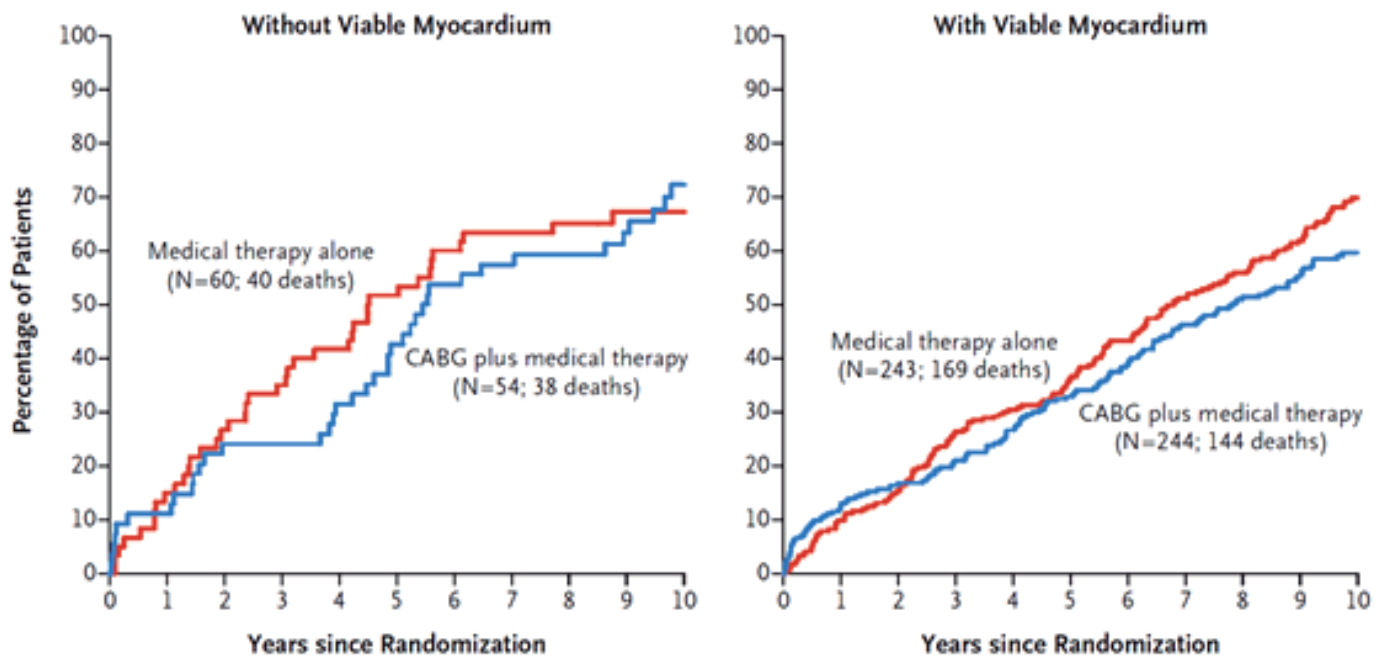 Without Viable Myocardium
100
90
80
70
60
50
40
30
20
10
0
Percentage of Patients
Medical therapy alone
(N=60; 40 deaths)
CABG plus medical therapy
(N=54; 38 deaths)
0 1 2 3 4 5 6 7 8 9 10
Years since Randomization
With Viable Myocardium
100
90
80
70
60
50
40
30
20
10
0
Medical therapy alone
(N=243; 169 deaths)
CABG plus medical therapy
(N=244; 144 deaths)
0 1 2 3 4 5 6 7 8 9 10
Years since Randomization